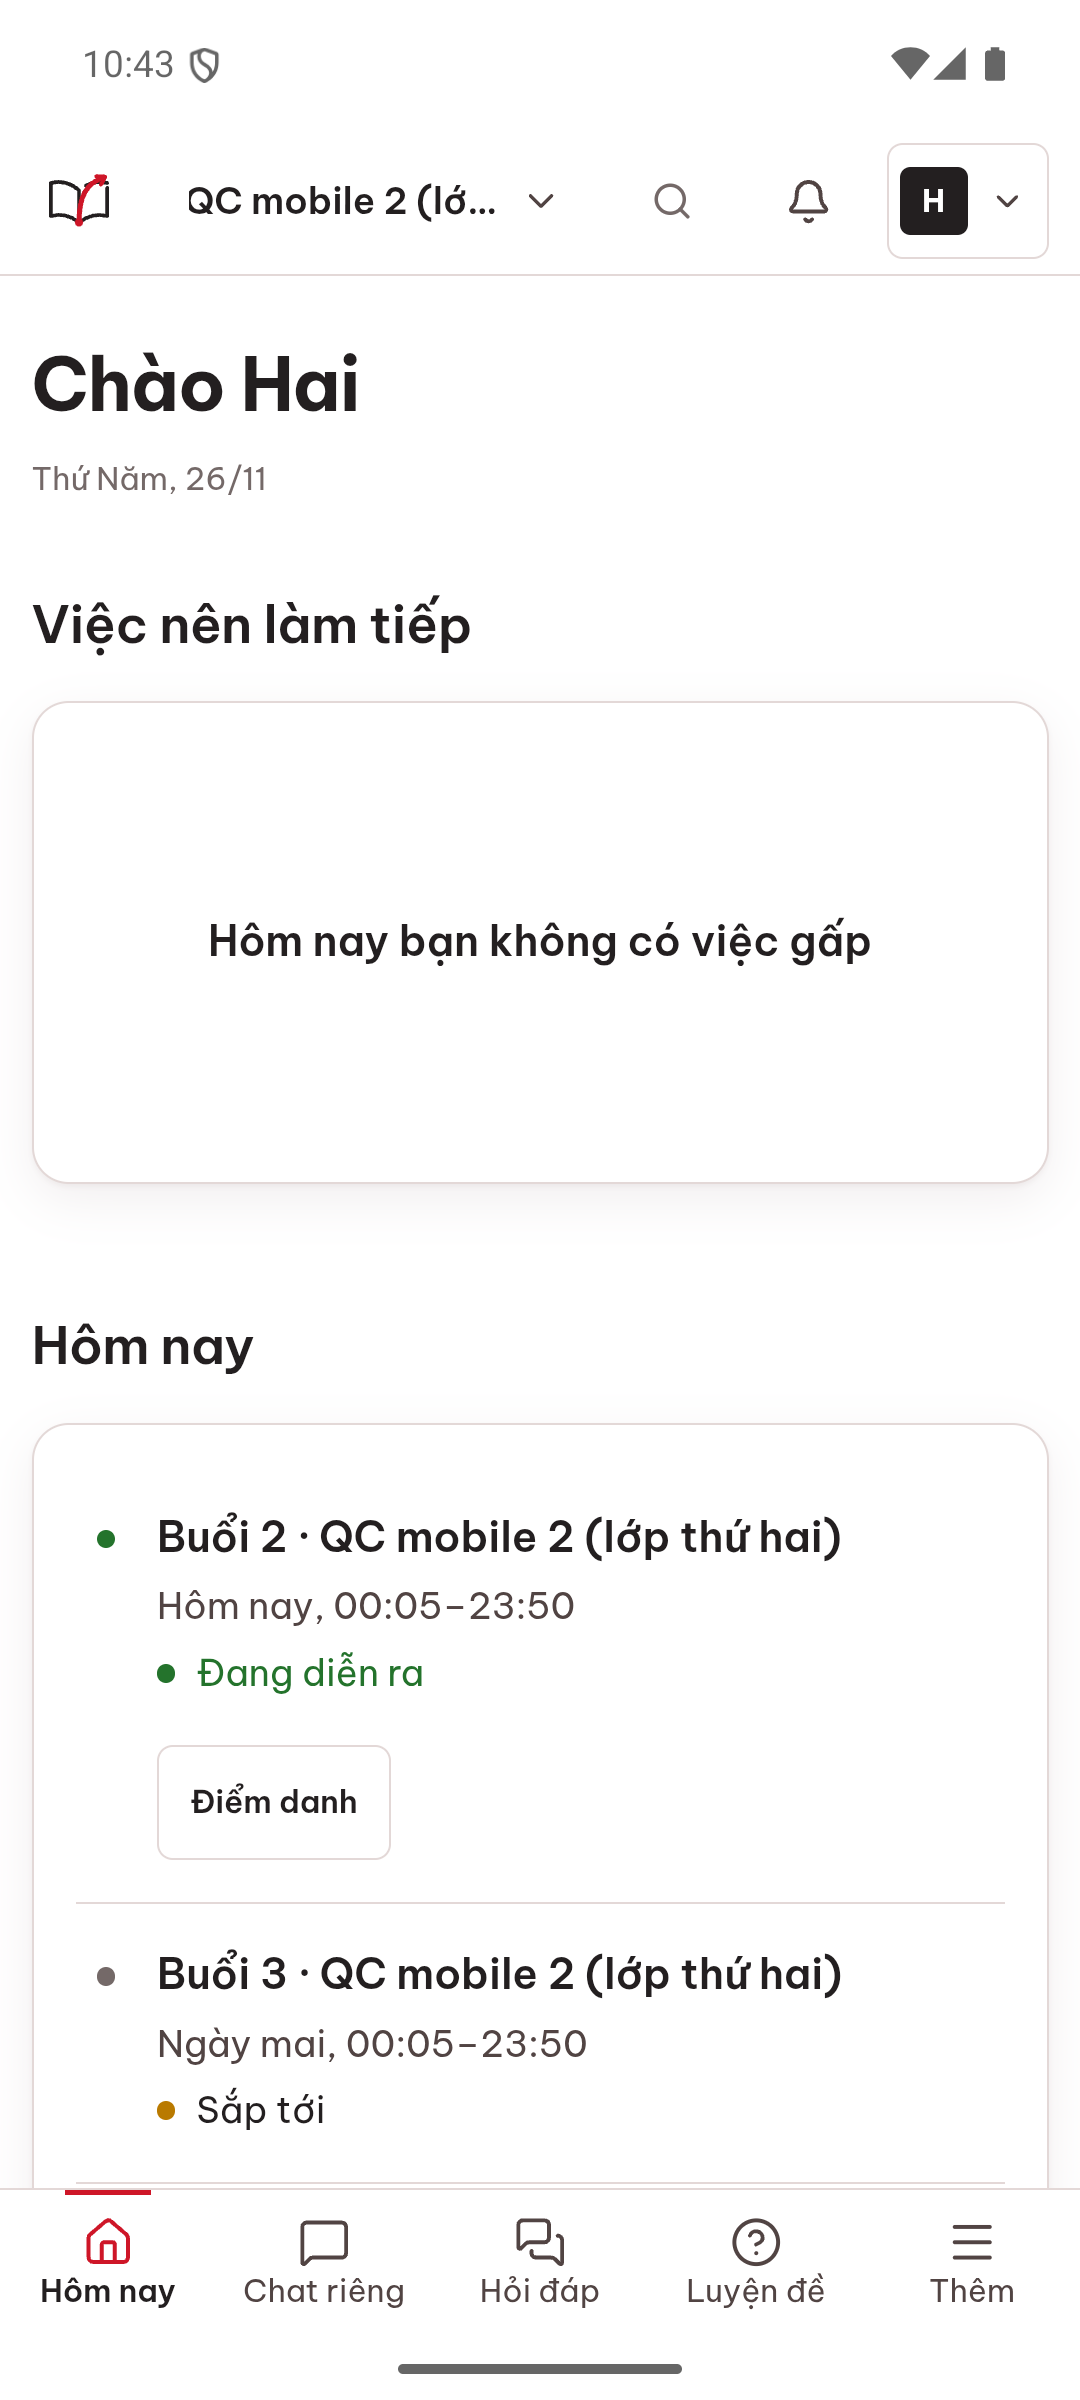 10:43
QC mobile 2 (lớ...
H
Chào Hai
Thứ Năm, 26/11
Việc nên làm tiếp
Hôm nay bạn không có việc gấp
Hôm nay
Buổi 2 · QC mobile 2 (lớp thứ hai)
Hôm nay, 00:05–23:50
Đang diễn ra
Điểm danh
Buổi 3 · QC mobile 2 (lớp thứ hai)
Ngày mai, 00:05–23:50
Sắp tới
Hôm nay
Chat riêng
Hỏi đáp
Luyện đề
Thêm